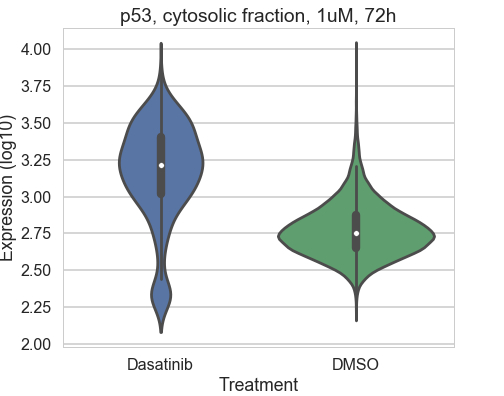 p53, cytosolic fraction, 1uM, 72h
4.00
3.75
3.50
3.25
3.00
2.75
2.50
2.25
2.00
Expression (log10)
Dasatinib
DMSO
Treatment